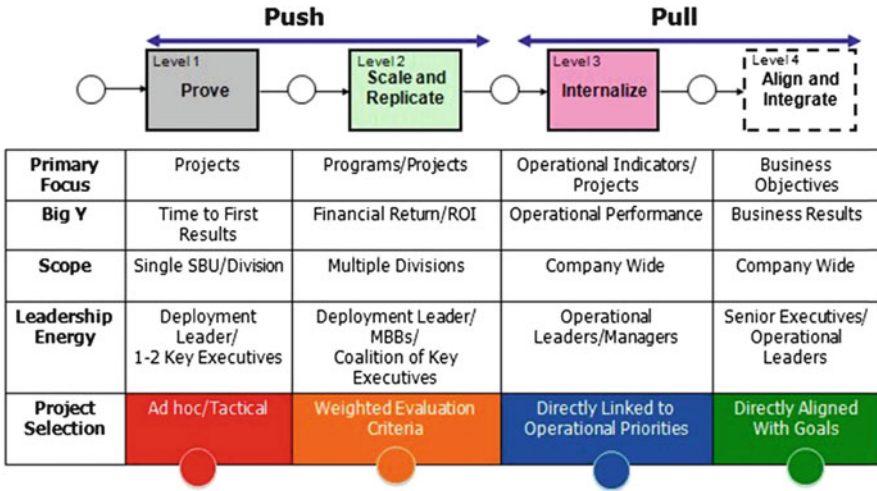 Push
Pull
Level 1
Prove
Level 2
Scale and
Replicate
Level 3
Internalize
Level 4
Align and
Integrate
Primary
Focus
Projects
Programs/Projects
Operational Indicators/
Projects
Business
Objectives
Big Y
Time to First
Results
Financial Return/ROI
Operational Performance
Business Results
Scope
Single SBU/Division
Multiple Divisions
Company Wide
Company Wide
Leadership
Energy
Deployment
Leader/
1-2 Key Executives
Deployment Leader/
MBBs/
Coalition of Key
Executives
Operational
Leaders/Managers
Senior Executives/
Operational
Leaders
Project
Selection
Ad hoc/Tactical
Weighted Evaluation
Criteria
Directly Linked to
Operational Priorities
Directly Aligned
With Goals